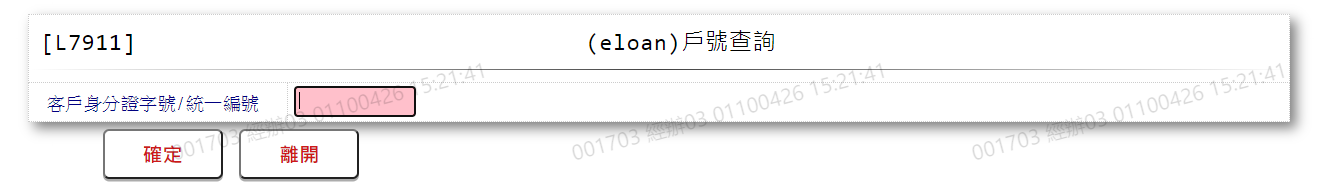 [L7911] (eloan)戶號查詢
客戶身分證字號/統一編號
確定 離開
001703 經辦03 01100426 15:21:41
001703 經辦03 01100426 15:21:41
001703 經辦03 01100426 15:21:41